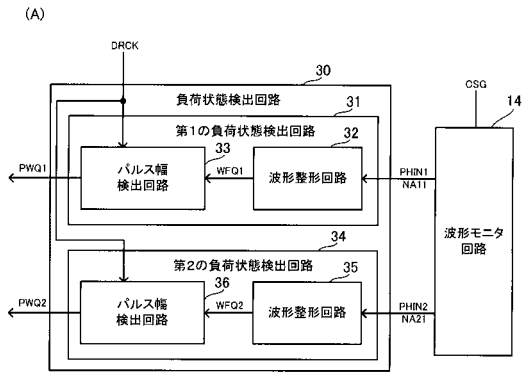 (A)
DRCK
30
負荷状態検出回路
31
第1の負荷状態検出回路
32
33
パルス幅
検出回路
波形整形回路
PWQ1
WFQ1
PHIN1
NA11
CSG
14
波形モニタ
回路
34
第2の負荷状態検出回路
35
36
パルス幅
検出回路
波形整形回路
PWQ2
WFQ2
PHIN2
NA21